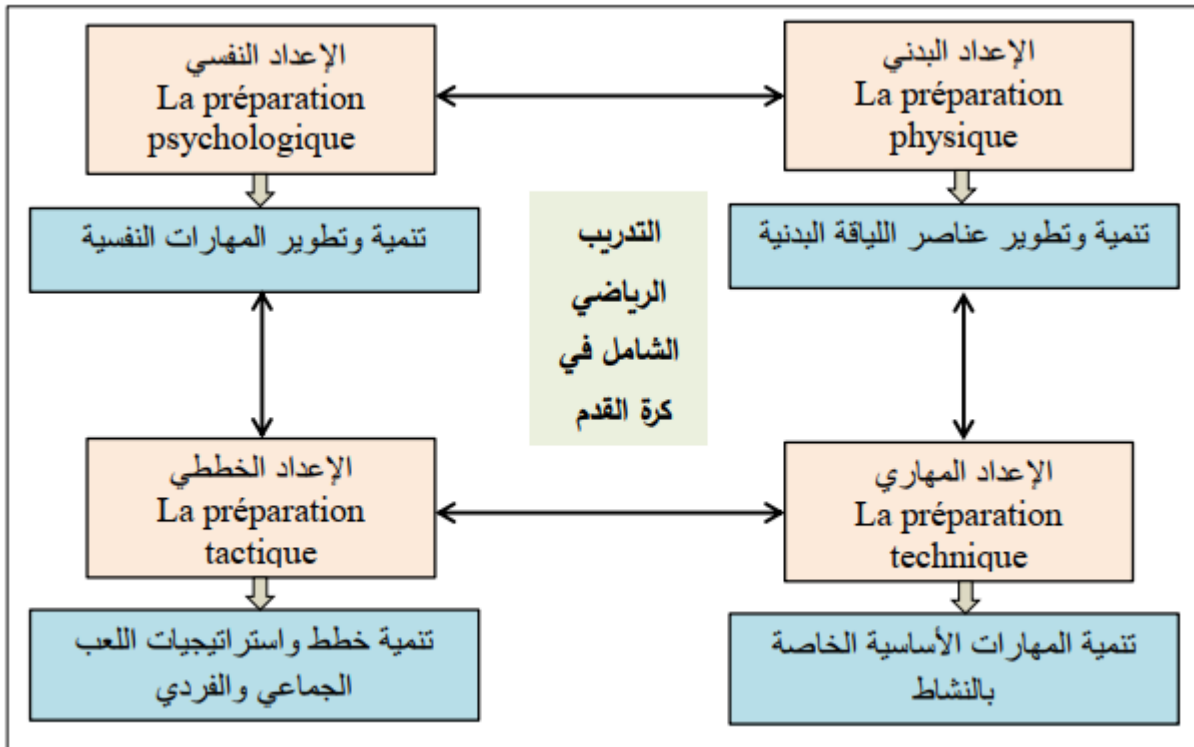 الإعداد البدني
La préparation
physique
تنمية وتطوير عناصر اللياقة البدنية
الإعداد النفسي
La préparation
psychologique
تنمية وتطوير المهارات النفسية
التدريب
الرياضي
الشامل في
كرة القدم
الإعداد المهاري
La préparation
technique
تنمية المهارات الأساسية الخاصة
بالنشاط
الإعداد الخططي
La préparation
tactique
تنمية خطط واستراتيجيات اللعب
الجماعي والفردي